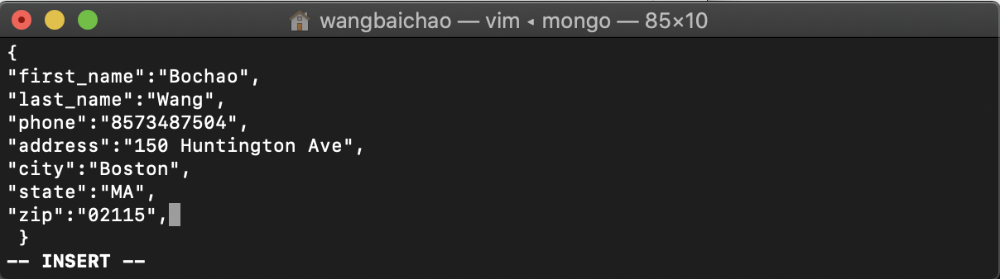 wangbaichao — vim ◂ mongo — 85×10
{
"first_name":"Bochao",
"last_name":"Wang",
"phone":"8573487504",
"address":"150 Huntington Ave",
"city":"Boston",
"state":"MA",
"zip":"02115",
 }
-- INSERT --